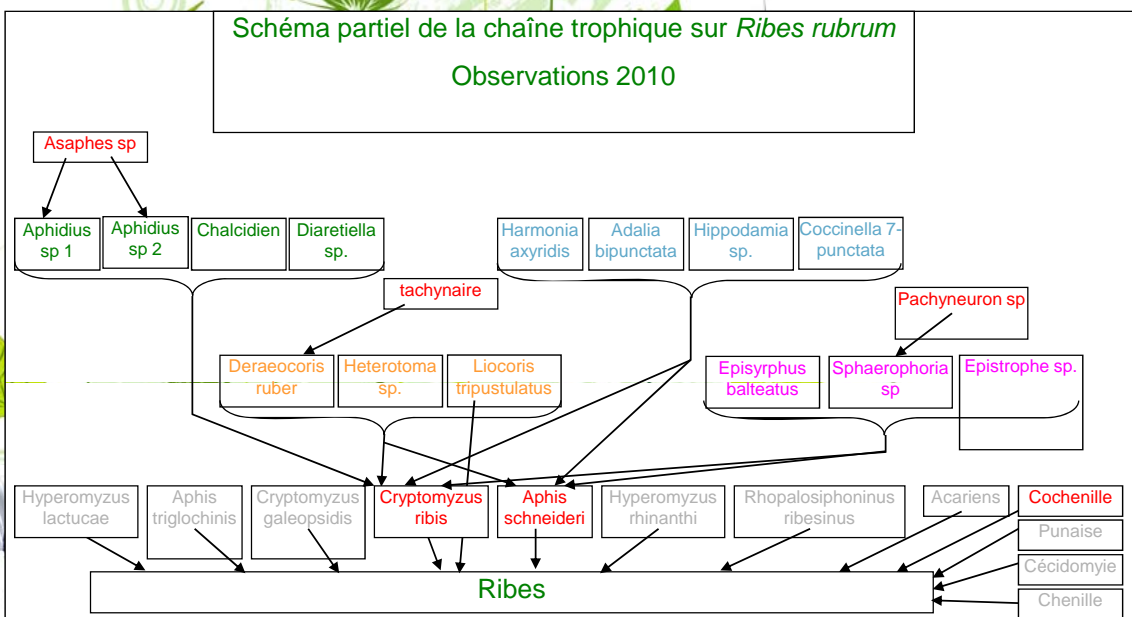 Schéma partiel de la chaîne trophique sur Ribes rubrum
Observations 2010
Asaphes sp
Aphidius
sp 1
Aphidius
sp 2
Chalcidien
Diaretiella
sp.
Harmonia
axyridis
Adalia
bipunctata
Hippodamia
sp.
Coccinella 7-
punctata
tachynaire
Pachyneuron sp
Deraeocoris
ruber
Heterotoma
sp.
Liocoris
tripustulatus
Episyrphus
balteatus
Sphaerophoria
sp
Epistrophe sp.
Hyperomyzus
lactucae
Aphis
triglochinis
Cryptomyzus
galeopsidis
Cryptomyzus
ribis
Aphis
schneideri
Hyperomyzus
rhinanthi
Rhopalosiphoninus
ribesinus
Acariens
Cochenille
Punaise
Cécidomyie
Chenille
Ribes